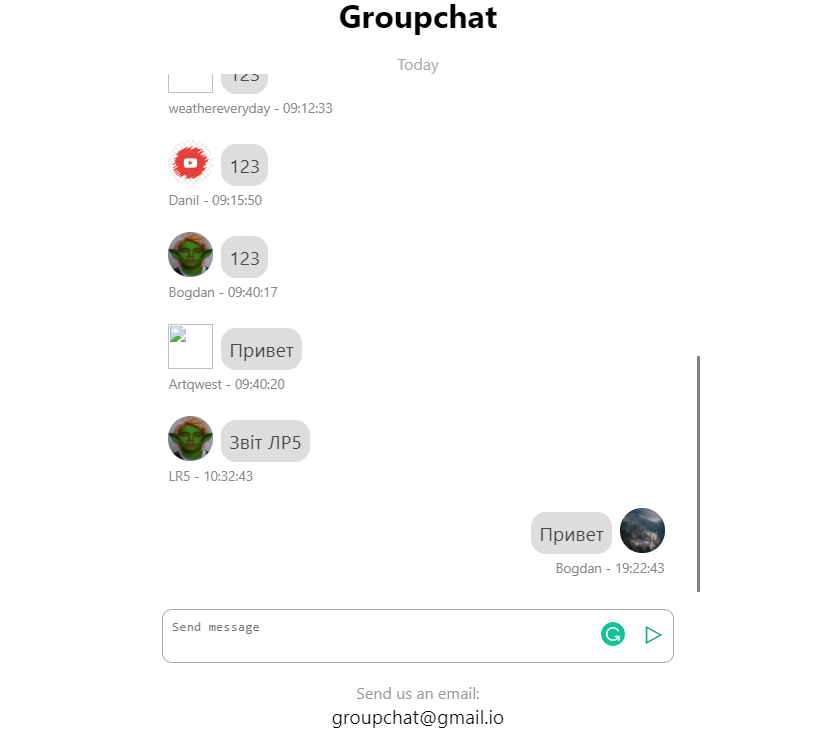 Groupchat
Today
123
weathereveryday - 09:12:33
123
Danil - 09:15:50
123
Bogdan - 09:40:17
Привет
Artqwest - 09:40:20
Звіт ЛР5
LR5 - 10:32:43
Привет
Bogdan - 19:22:43
Send message
Send us an email:
groupchat@gmail.io